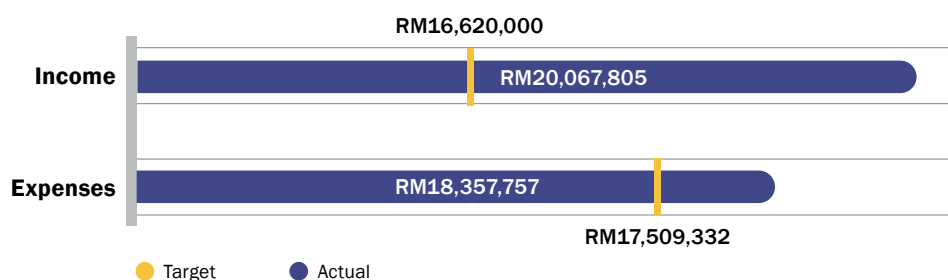 RM16,620,000
Income
RM20,067,805
Expenses
RM18,357,757
RM17,509,332
Target
Actual